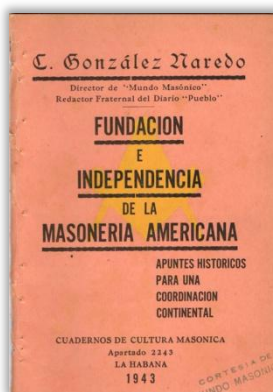 C. González Naredo
Director de "Mundo Masónico"
Redactor Fraternal del Diario "Pueblo"
FUNDACION
E
INDEPENDENCIA
DE LA
MASONERIA AMERICANA
APUNTES HISTORICOS
PARA UNA
COORDINACION
CONTINENTAL
CUADERNOS DE CULTURA MASONICA
Apartado 2243
LA HABANA
1943
CORTESIA DE
MUNDO MASONICO